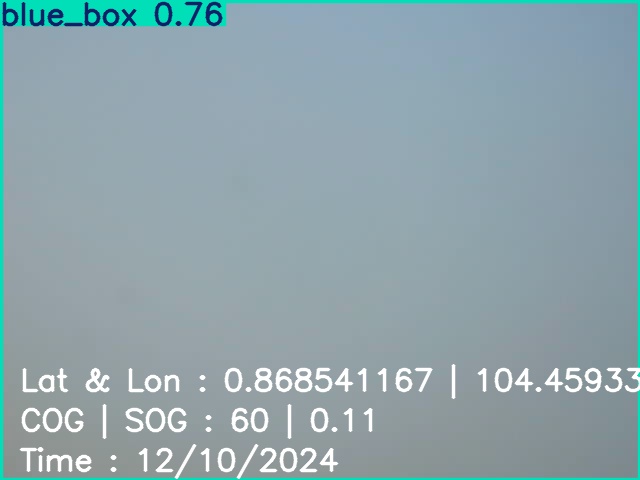 blue_box 0.76
Lat & Lon : 0.868541167 | 104.45933
COG | SOG : 60 | 0.11
Time : 12/10/2024